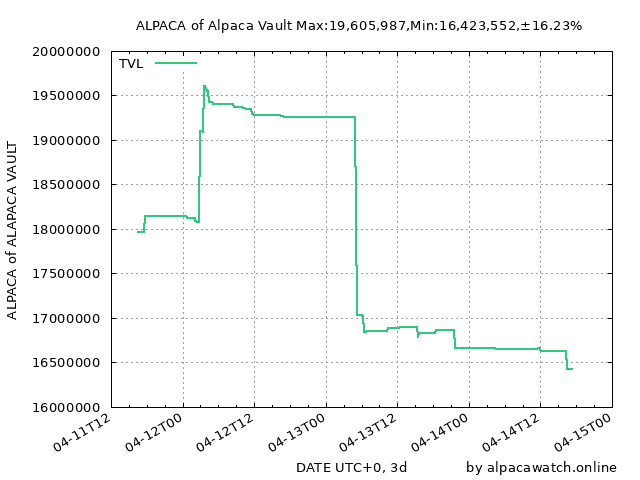 ALPACA of Alpaca Vault Max:19,605,987,Min:16,423,552,±16.23%
TVL
ALPACA of ALAPACA VAULT
20000000
19500000
19000000
18500000
18000000
17500000
17000000
16500000
16000000
04-11T12
04-12T00
04-12T12
04-13T00
04-13T12
04-14T00
04-14T12
04-15T00
DATE UTC+0, 3d
by alpacawatch.online